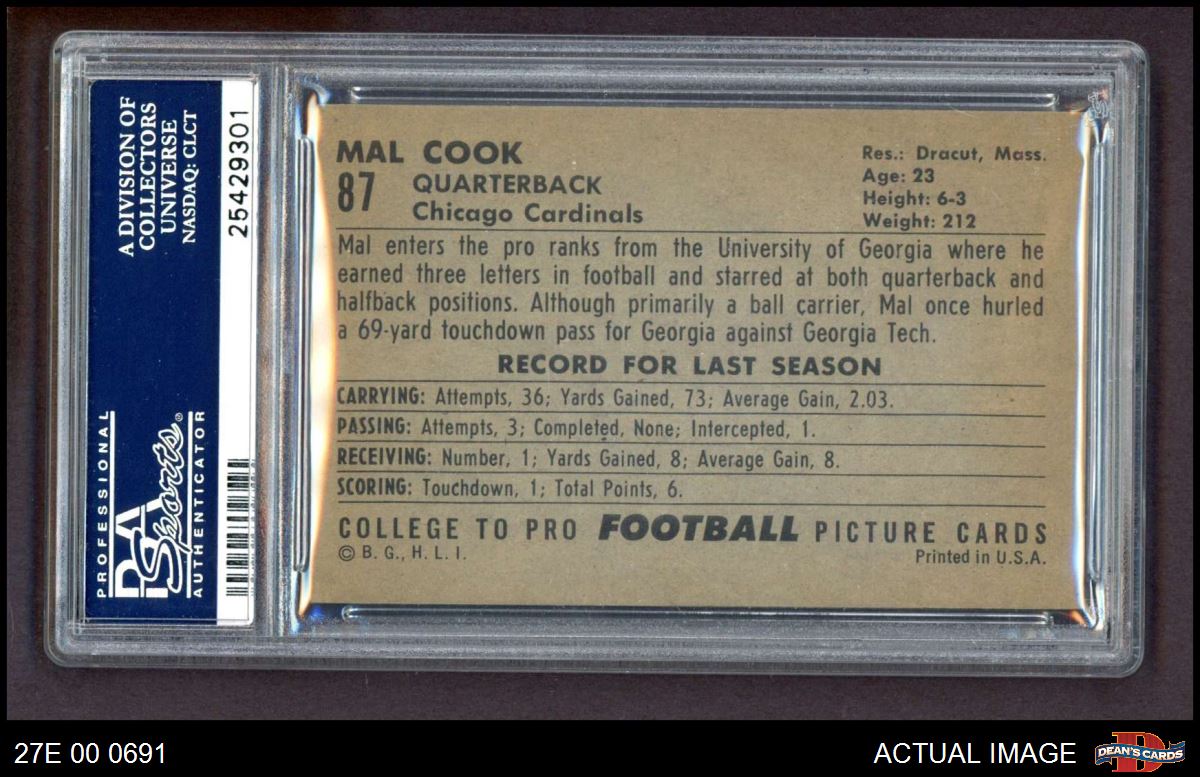 A DIVISION OF
COLLECTORS
UNIVERSE
NASDAQ: CLCT
PROFESSIONAL
PSA
Sports®
AUTHENTICATOR
25429301
MAL COOK
87
QUARTERBACK
Chicago Cardinals
Res.: Dracut, Mass.
Age: 23
Height: 6-3
Weight: 212
Mal enters the pro ranks from the University of Georgia where he
earned three letters in football and starred at both quarterback and
halfback positions. Although primarily a ball carrier, Mal once hurled
a 69-yard touchdown pass for Georgia against Georgia Tech.
RECORD FOR LAST SEASON
CARRYING: Attempts, 36; Yards Gained, 73; Average Gain, 2.03.
PASSING: Attempts, 3; Completed, None; Intercepted, 1.
RECEIVING: Number, 1; Yards Gained, 8; Average Gain, 8.
SCORING: Touchdown, 1; Total Points, 6.
COLLEGE TO PRO FOOTBALL PICTURE CARDS
© B. G., H. L. I.
Printed in U.S.A.
27E 00 0691
ACTUAL IMAGE
DEAN'S CARDS